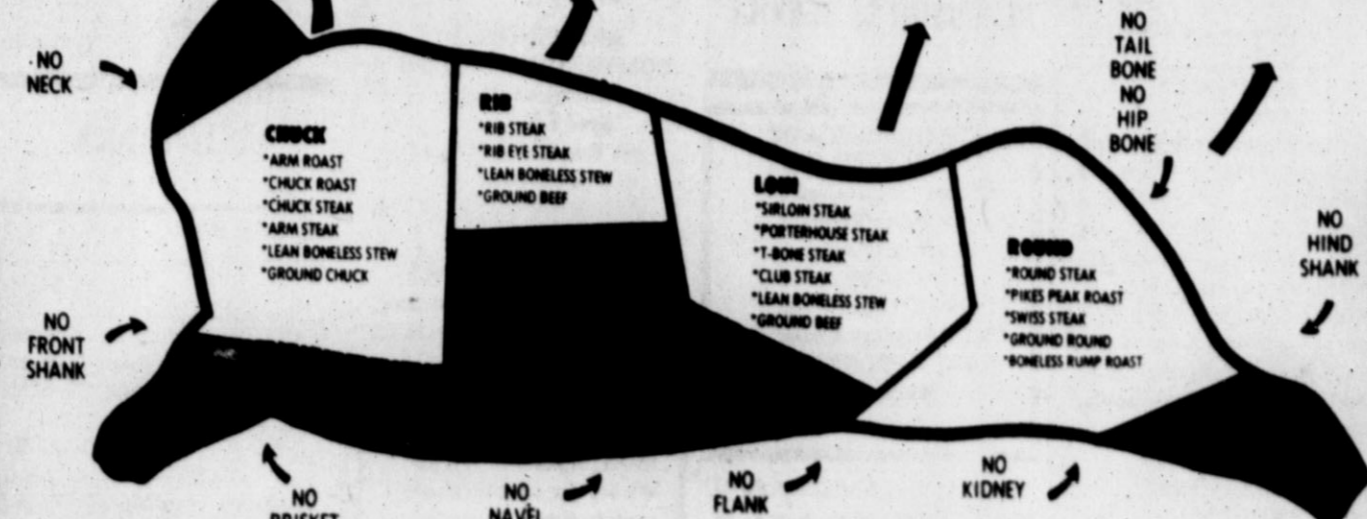 NO
NECK
CHUCK
*ARM ROAST
*CHUCK ROAST
*CHUCK STEAK
*ARM STEAK
*LEAN BONELESS STEW
*GROUND CHUCK
RIB
*RIB STEAK
*RIB EYE STEAK
*LEAN BONELESS STEW
*GROUND BEEF
LOIN
*SIRLOIN STEAK
*PORTERHOUSE STEAK
*T-BONE STEAK
*CLUB STEAK
*LEAN BONELESS STEW
*GROUND BEEF
ROUND
*ROUND STEAK
*PIKES PEAK ROAST
*SWISS STEAK
*GROUND ROUND
*BONELESS RUMP ROAST
NO
TAIL
BONE
NO
HIP
BONE
NO
HIND
SHANK
NO
FRONT
SHANK
NO
BRISKET
NO
NAVEL
NO
FLANK
NO
KIDNEY